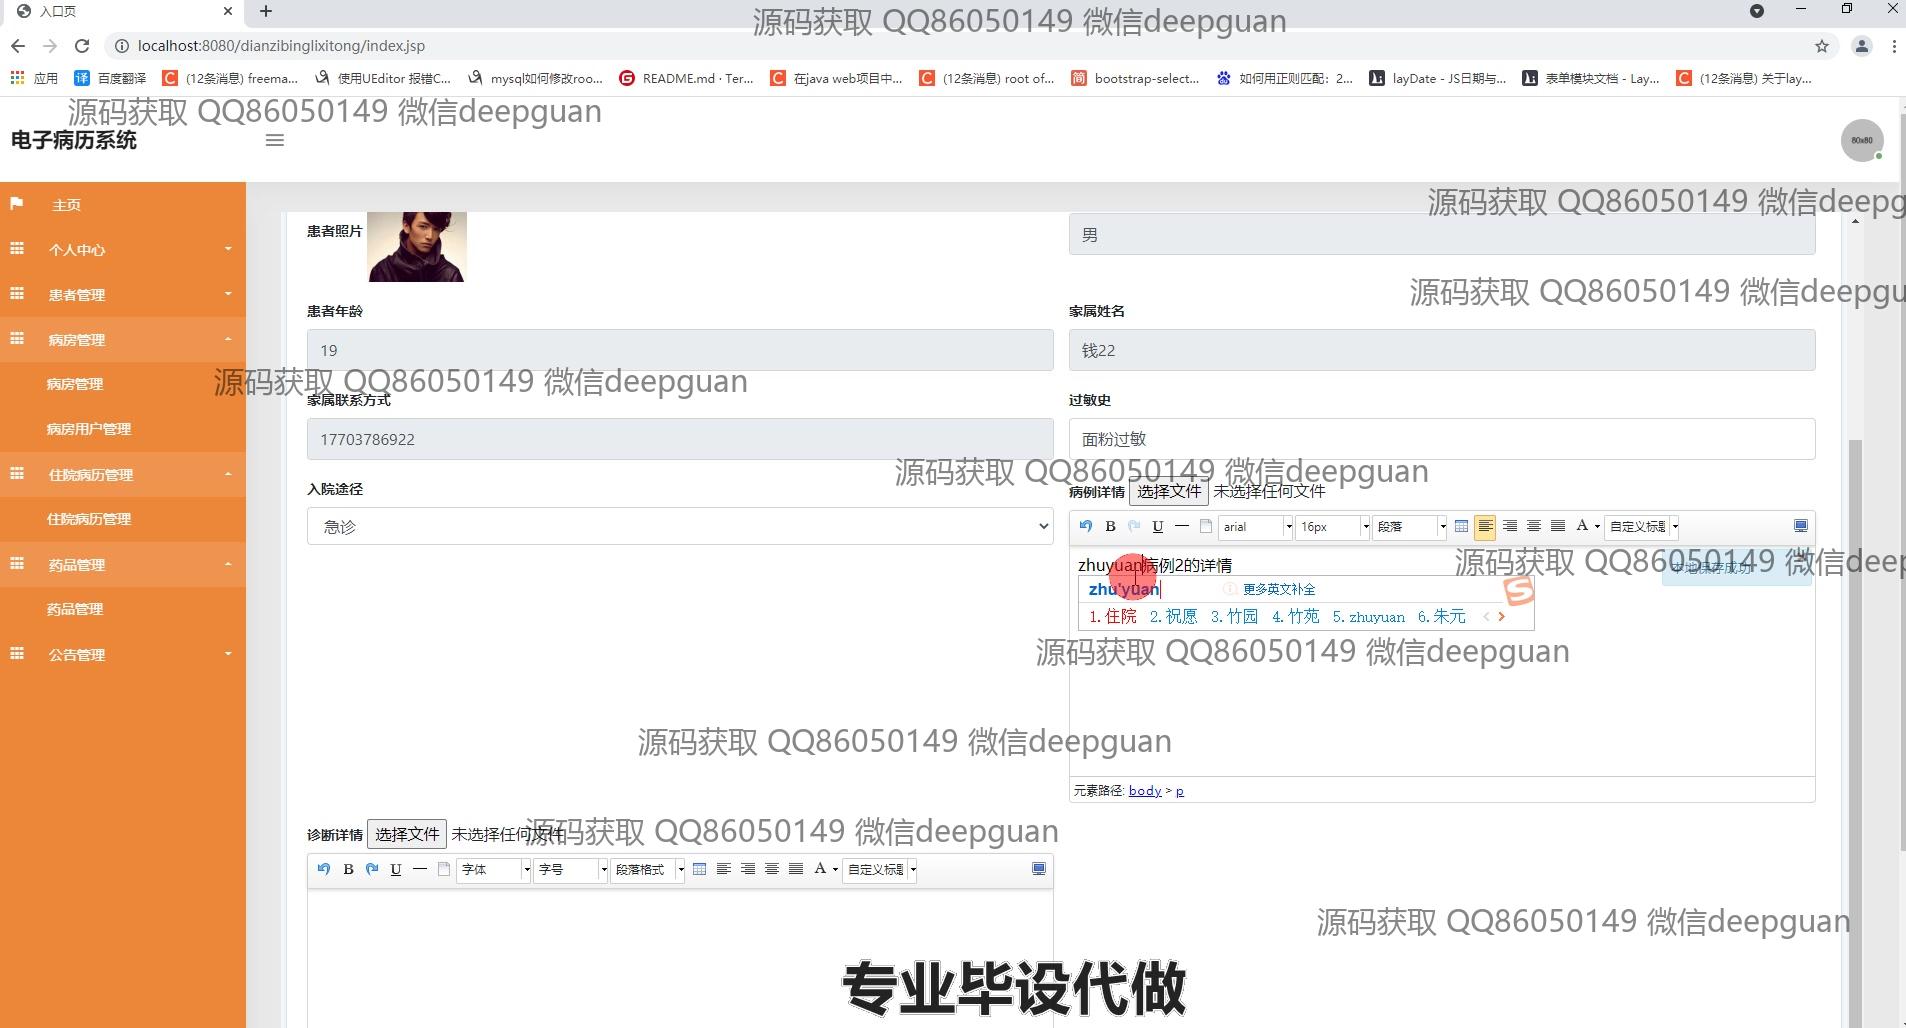 入口页
源码获取 QQ86050149 微信deepguan
localhost:8080/dianzibinglixitong/index.jsp
应用 百度翻译 (12条消息) freema... 使用UEditor 报错C... mysql如何修改roo... README.md · Ter... 在java web项目中... (12条消息) root of... bootstrap-select... 如何用正则匹配：2... layDate - JS日期与... 表单模块文档 - Lay... (12条消息) 关于lay...
源码获取 QQ86050149 微信deepguan
电子病历系统
80x80
主页
源码获取 QQ86050149 微信deepg
患者照片
男
个人中心
患者管理
源码获取 QQ86050149 微信deepgu
患者年龄
家属姓名
病房管理
19
钱22
病房管理
源码获取 QQ86050149 微信deepguan
家属联系方式
过敏史
病房用户管理
17703786922
面粉过敏
住院病历管理
源码获取 QQ86050149 微信deepguan
入院途径
病例详情 选择文件 未选择任何文件
住院病历管理
急诊
B U arial 16px 段落 A 自定义标题
药品管理
zhuyuan病例2的详情
源码获取 QQ86050149 微信deep
本地保存成功
zhu'yuan 更多英文补全
药品管理
1.住院 2.祝愿 3.竹园 4.竹苑 5.zhuyuan 6.朱元
公告管理
源码获取 QQ86050149 微信deepguan
源码获取 QQ86050149 微信deepguan
元素路径: body > p
诊断详情 选择文件 未选择任何文件
源码获取 QQ86050149 微信deepguan
B U 字体 字号 段落格式 A 自定义标题
源码获取 QQ86050149 微信deepguan
专业毕设代做